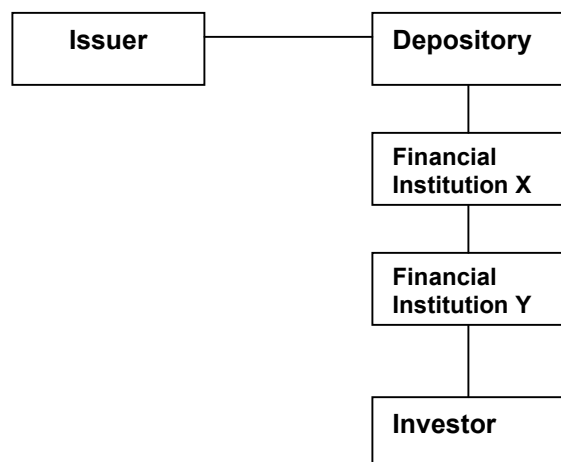 Issuer
Depository
Financial
Institution X
Financial
Institution Y
Investor